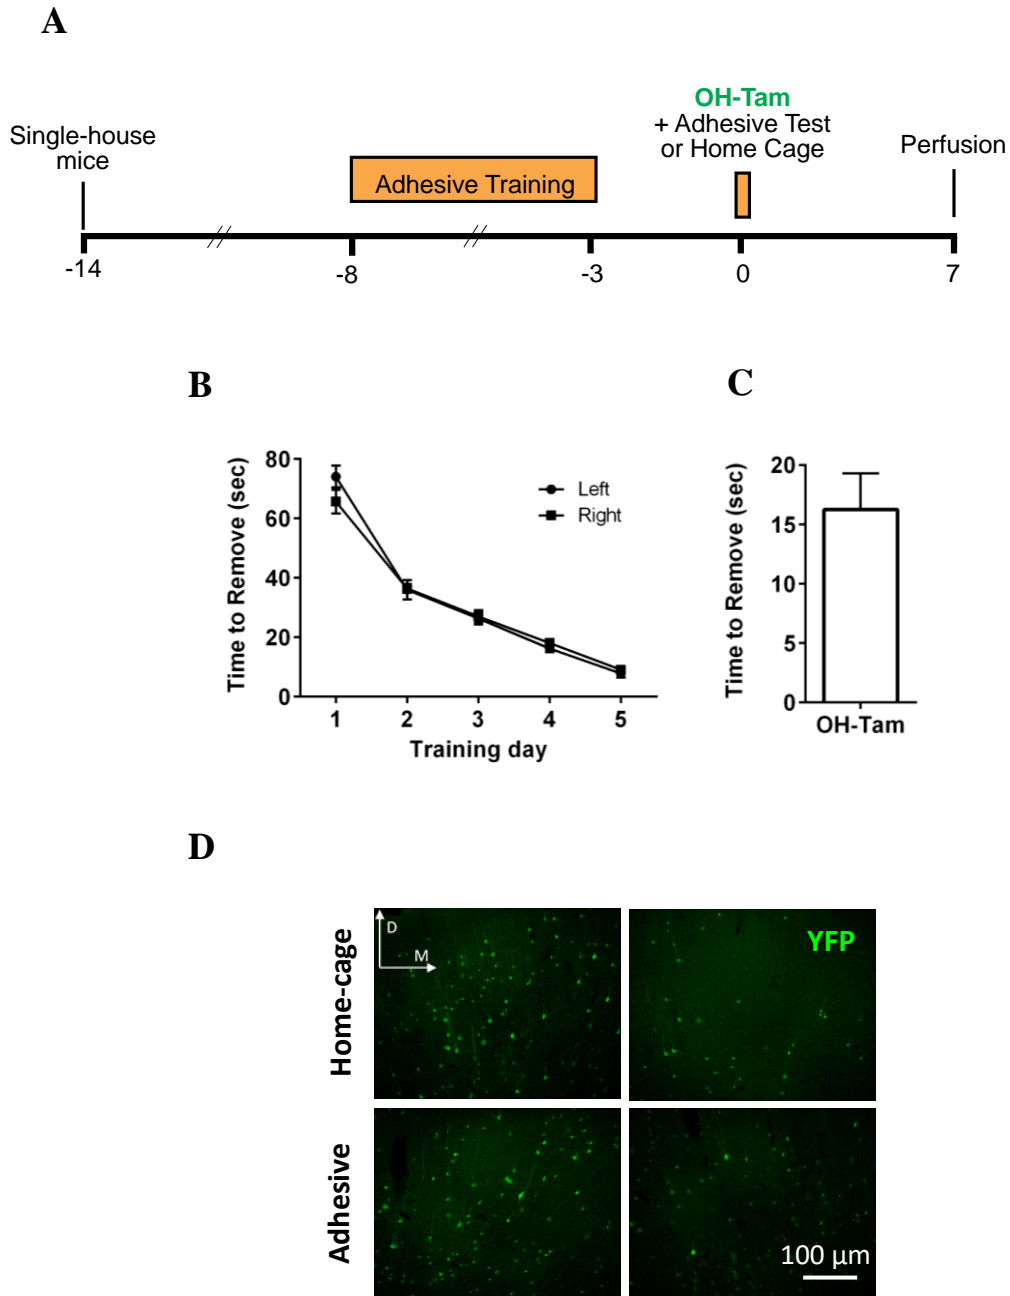 A
OH-Tam
+ Adhesive Test
or Home Cage
Single-house
mice
Perfusion
Adhesive Training
-14
-8
-3
0
7
B
Time to Remove (sec)
80
60
40
20
0
Left
Right
1 2 3 4 5
Training day
C
Time to Remove (sec)
20
15
10
5
0
OH-Tam
D
Home-cage
D
M
YFP
Adhesive
100 µm